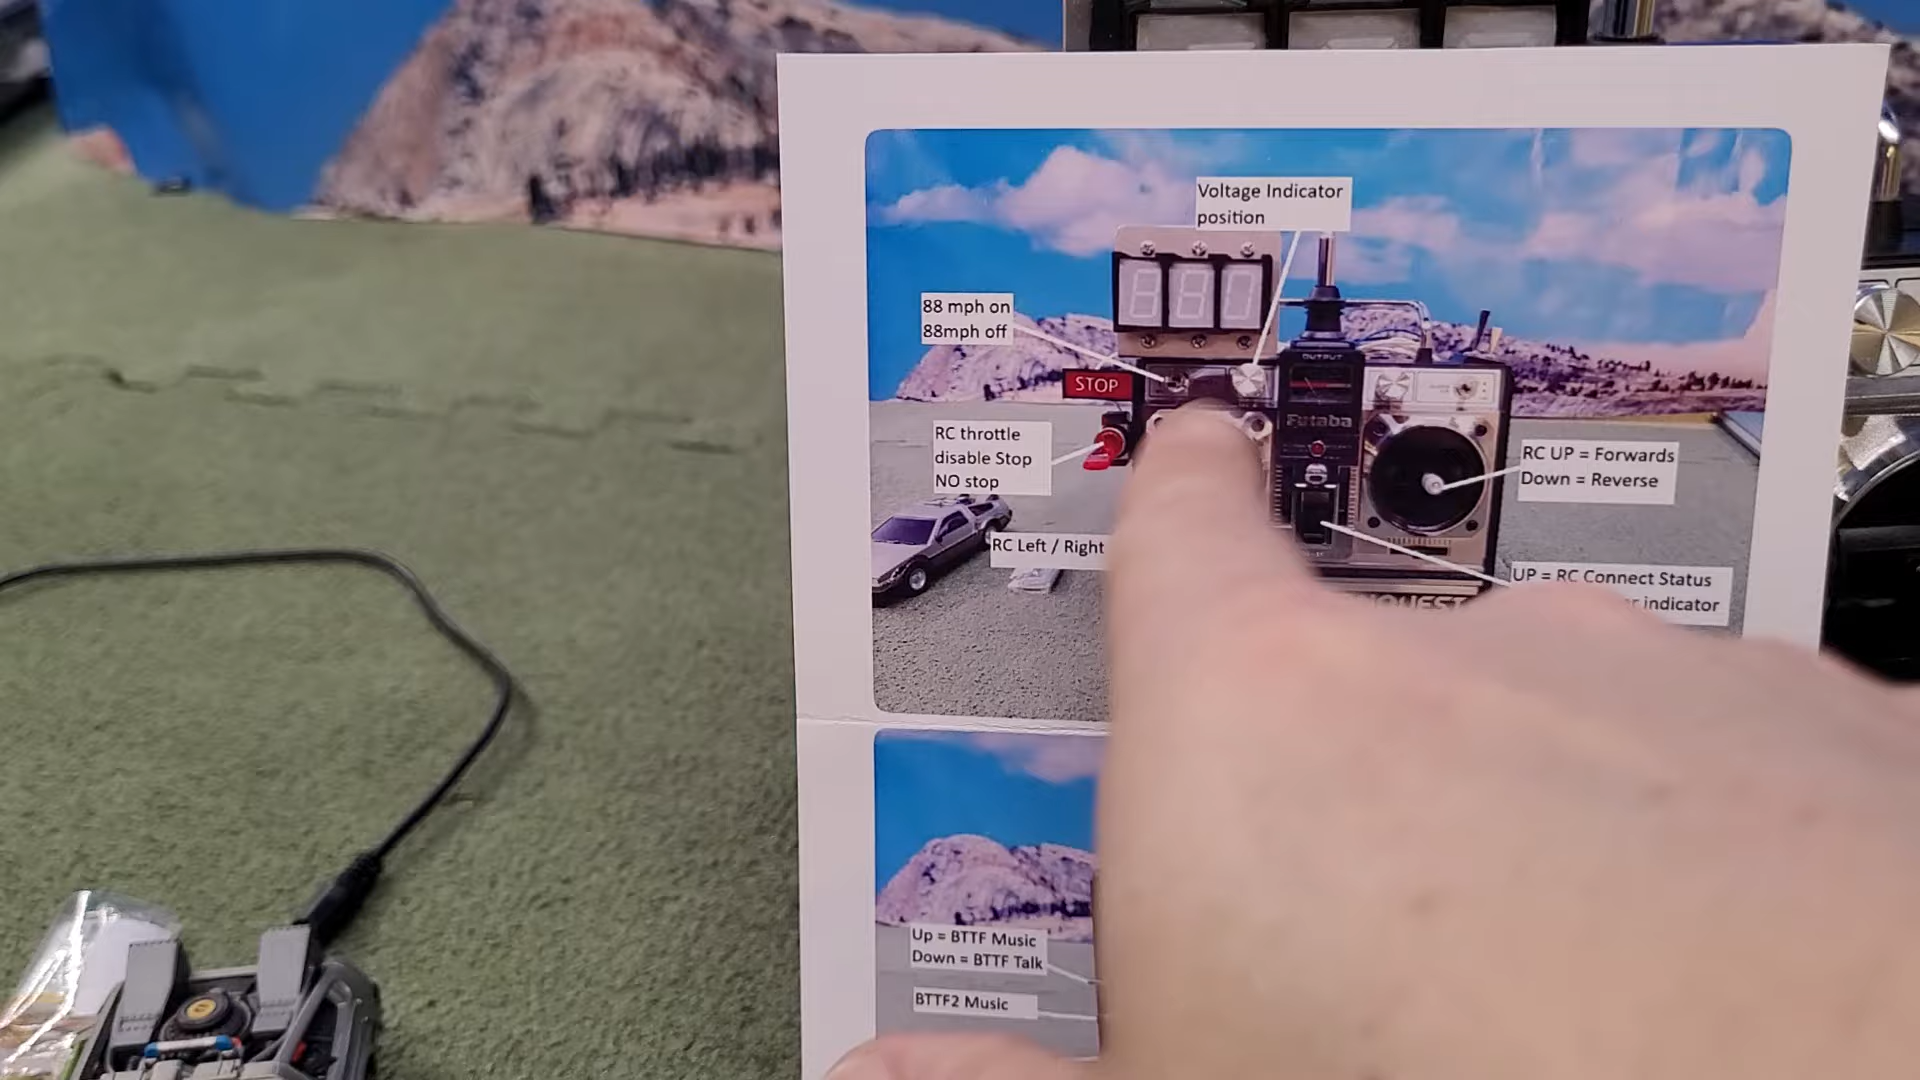 Voltage Indicator
position
88 mph on
88mph off
STOP
OUTPUT
Futaba
RC throttle
disable Stop
NO stop
RC UP = Forwards
Down = Reverse
RC Left / Right
UP = RC Connect Status
indicator
Up = BTTF Music
Down = BTTF Talk
BTTF2 Music